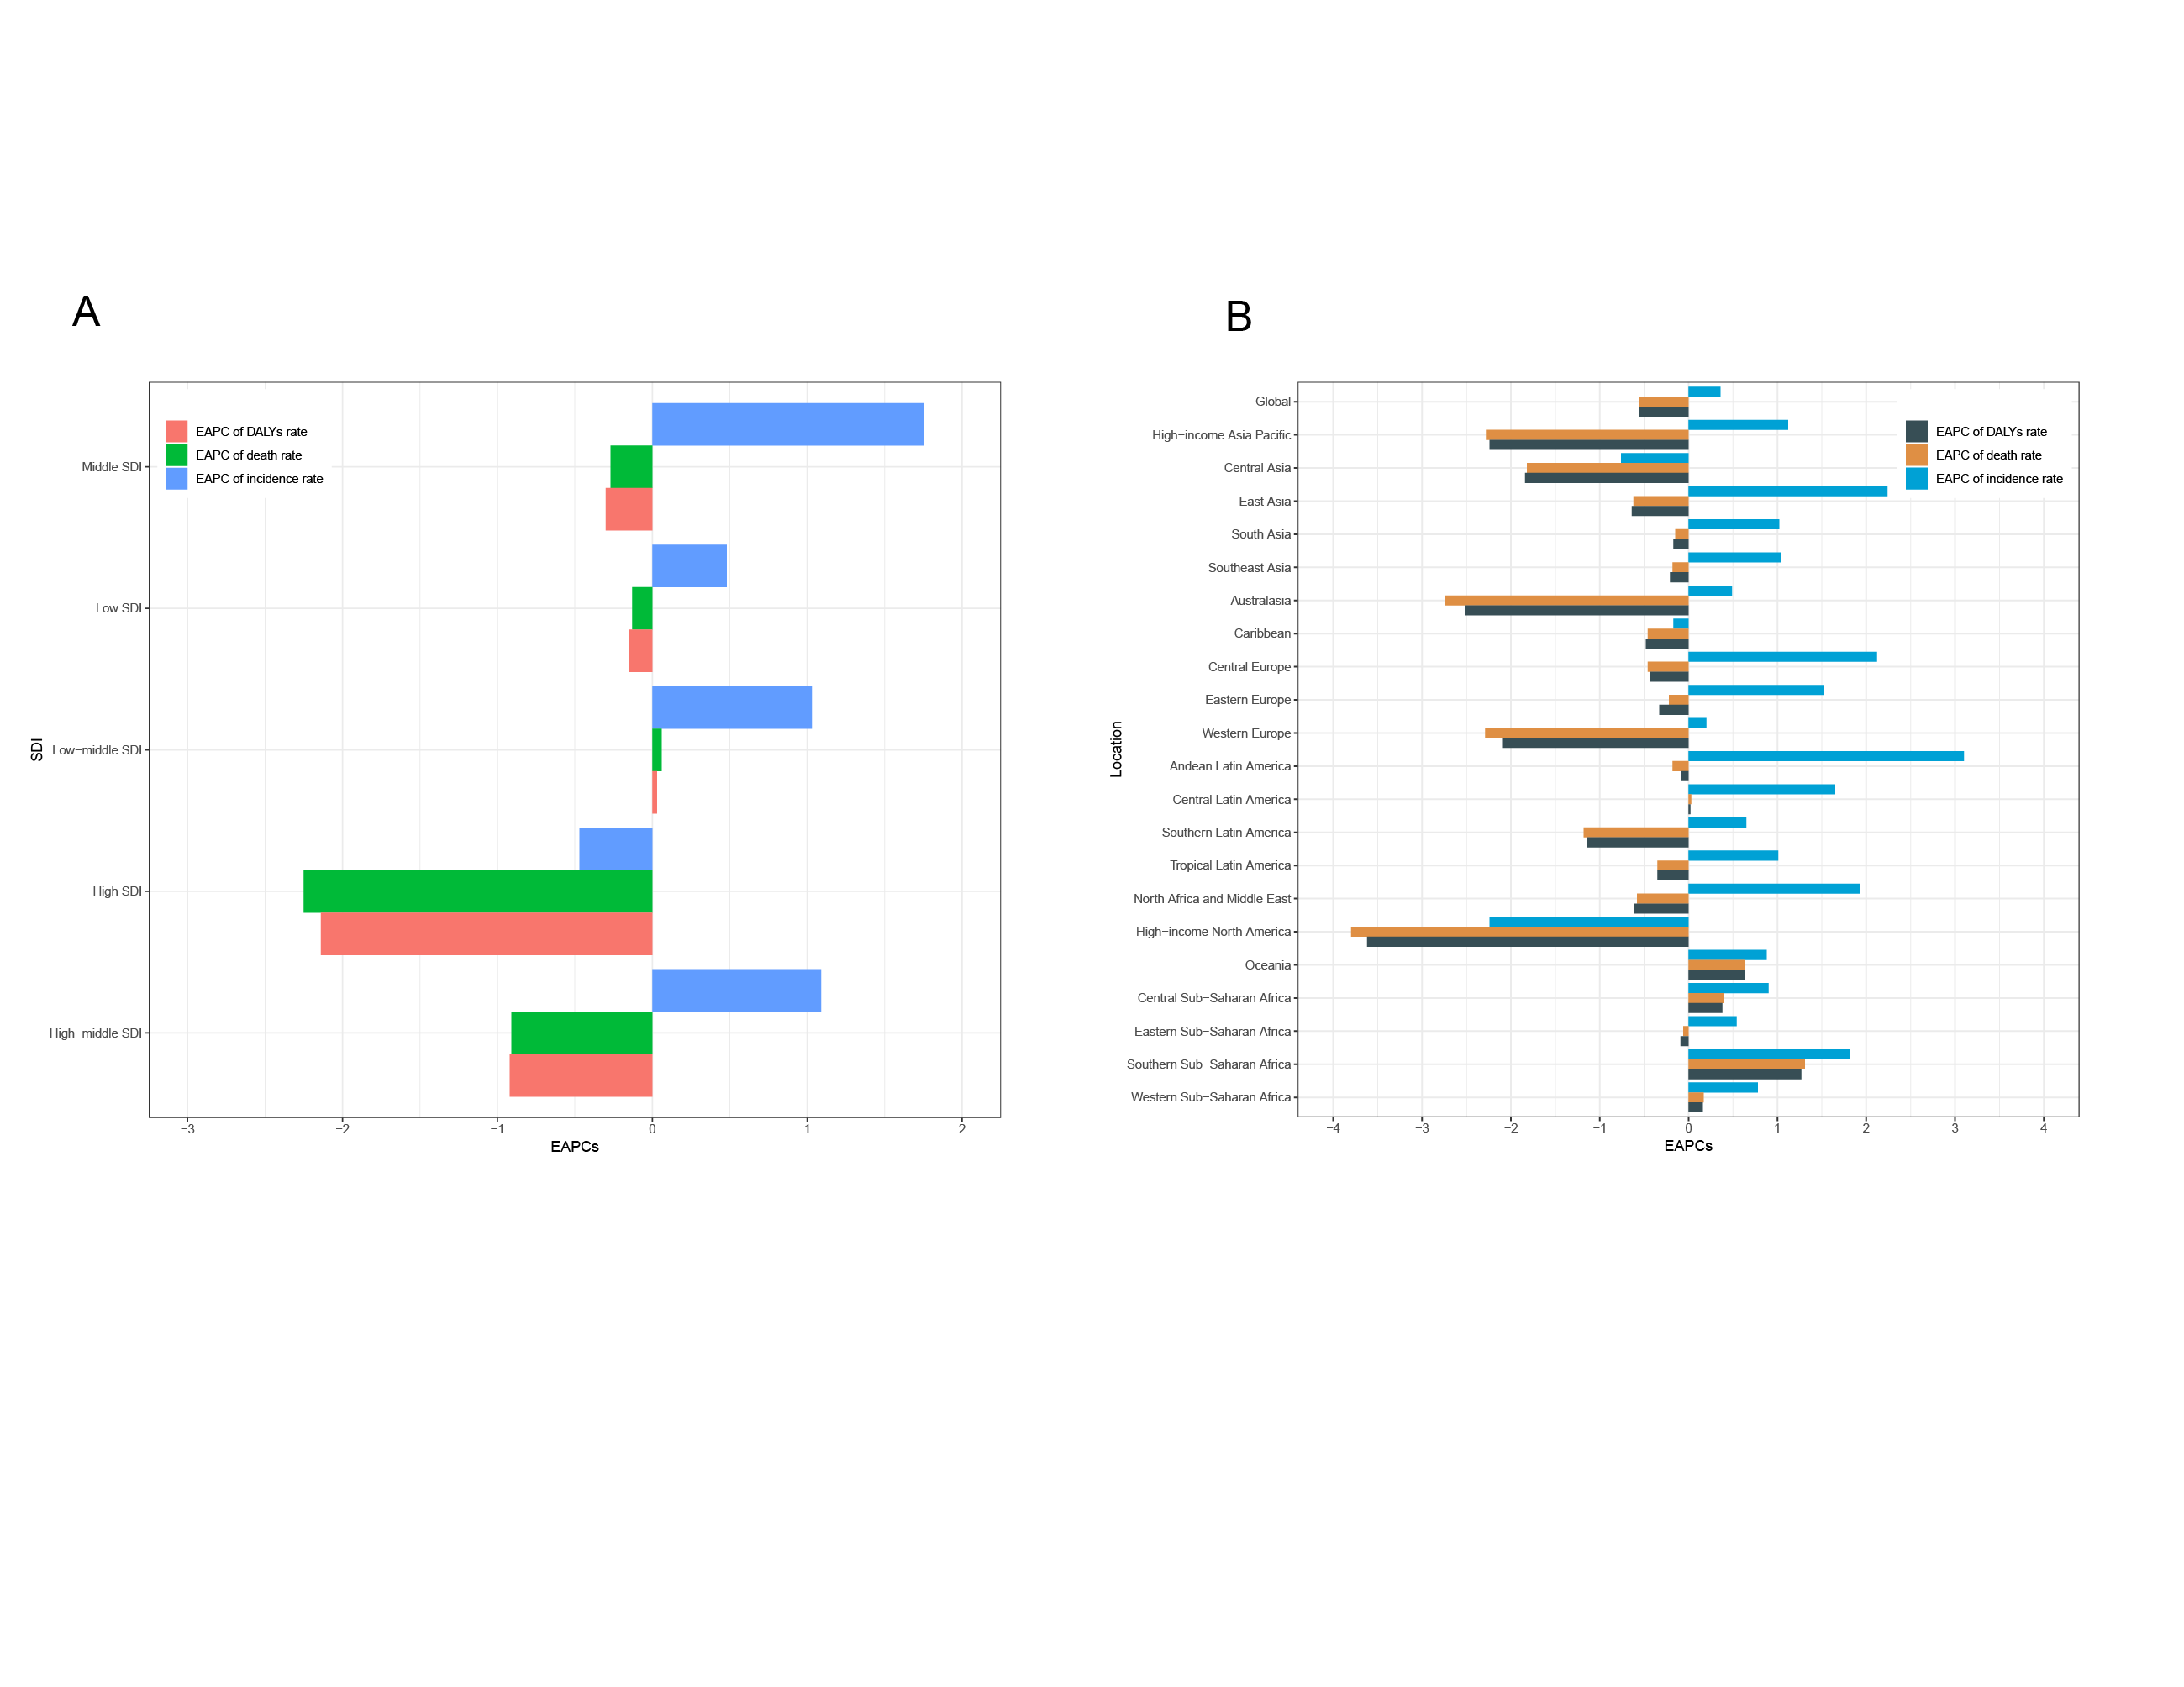 A
EAPC of DALYs rate
EAPC of death rate
EAPC of incidence rate
SDI
Middle SDI
Low SDI
Low−middle SDI
High SDI
High−middle SDI
−3
−2
−1
0
1
2
EAPCs
B
EAPC of DALYs rate
EAPC of death rate
EAPC of incidence rate
Location
Global
High−income Asia Pacific
Central Asia
East Asia
South Asia
Southeast Asia
Australasia
Caribbean
Central Europe
Eastern Europe
Western Europe
Andean Latin America
Central Latin America
Southern Latin America
Tropical Latin America
North Africa and Middle East
High−income North America
Oceania
Central Sub−Saharan Africa
Eastern Sub−Saharan Africa
Southern Sub−Saharan Africa
Western Sub−Saharan Africa
−4
−3
−2
−1
0
1
2
3
4
EAPCs